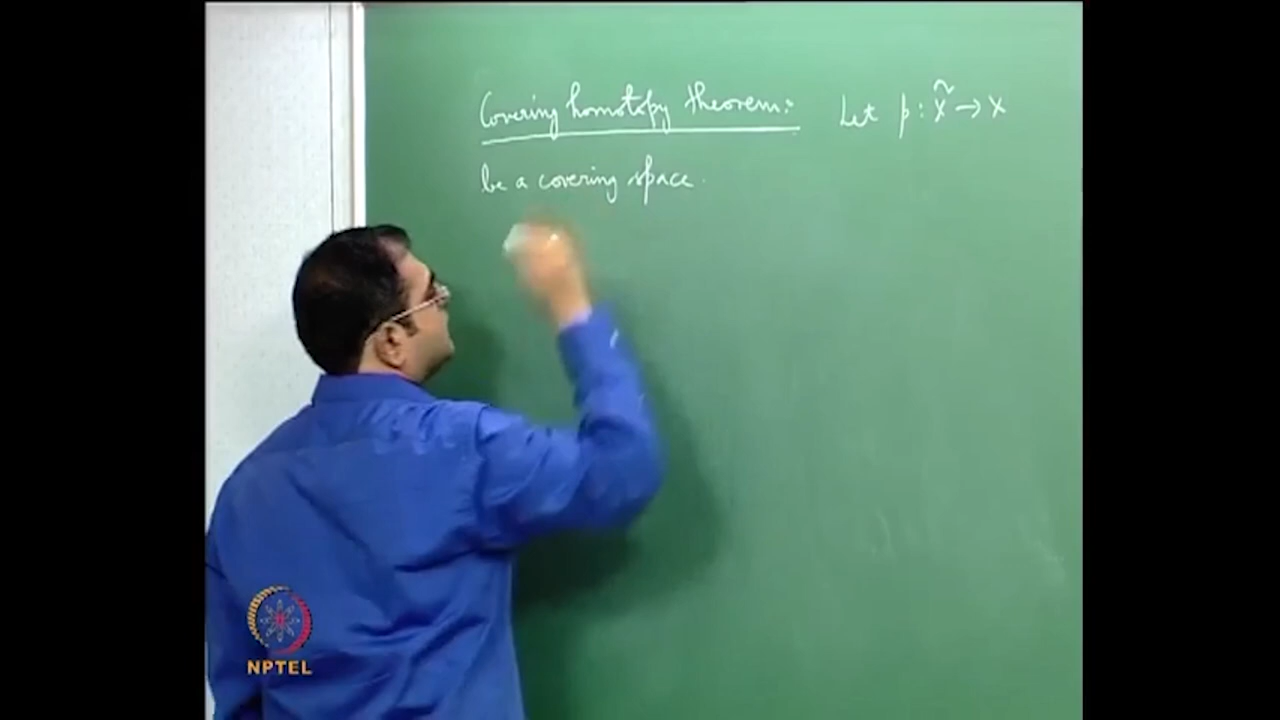 Covering homotopy theorem: Let p : X̃ → X
be a covering space.
NPTEL